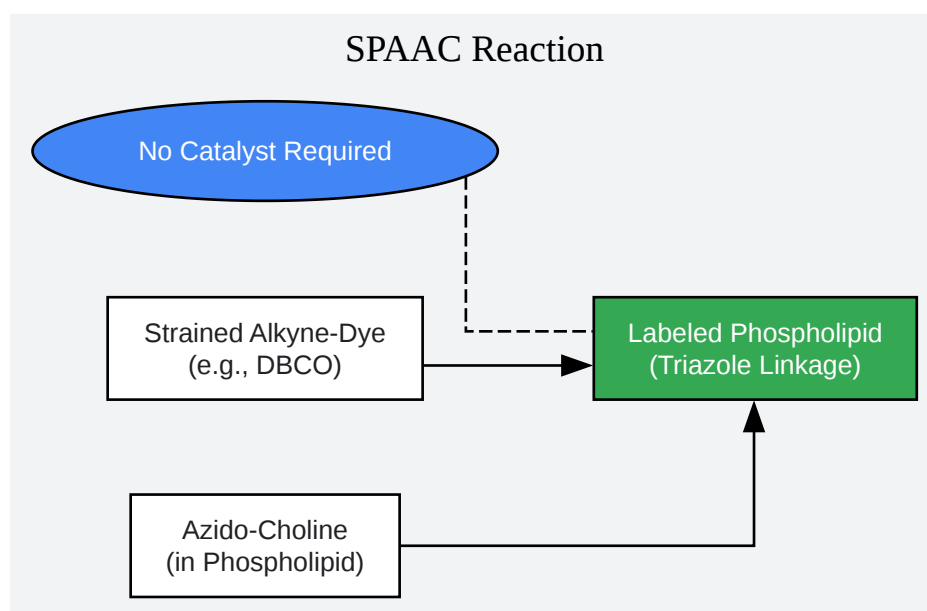 SPAAC Reaction
No Catalyst Required
Strained Alkyne-Dye
(e.g., DBCO)
Labeled Phospholipid
(Triazole Linkage)
Azido-Choline
(in Phospholipid)